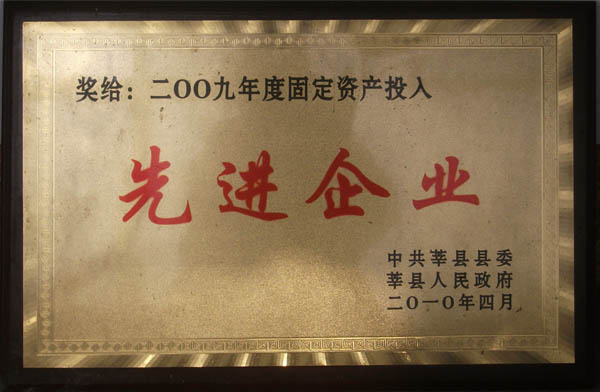 奖给：二OO九年度固定资产投入
先进企业
中共莘县县委
莘县人民政府
二O一O年四月